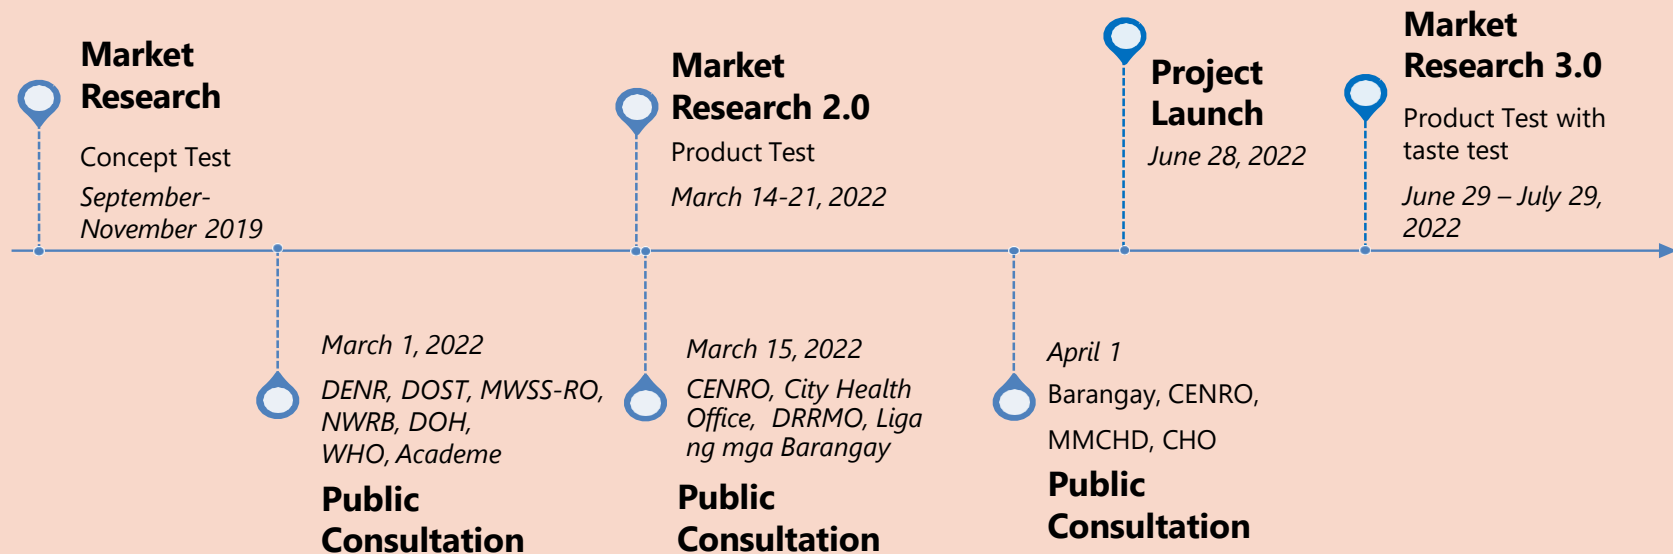 Market
Research
Concept Test
September-
November 2019
Market
Research 2.0
Product Test
March 14-21, 2022
Project
Launch
June 28, 2022
Market
Research 3.0
Product Test with
taste test
June 29 – July 29,
2022
March 1, 2022
DENR, DOST, MWSS-RO,
NWRB, DOH,
WHO, Academe
Public
Consultation
March 15, 2022
CENRO, City Health
Office, DRRMO, Liga
ng mga Barangay
Public
Consultation
April 1
Barangay, CENRO,
MMCHD, CHO
Public
Consultation